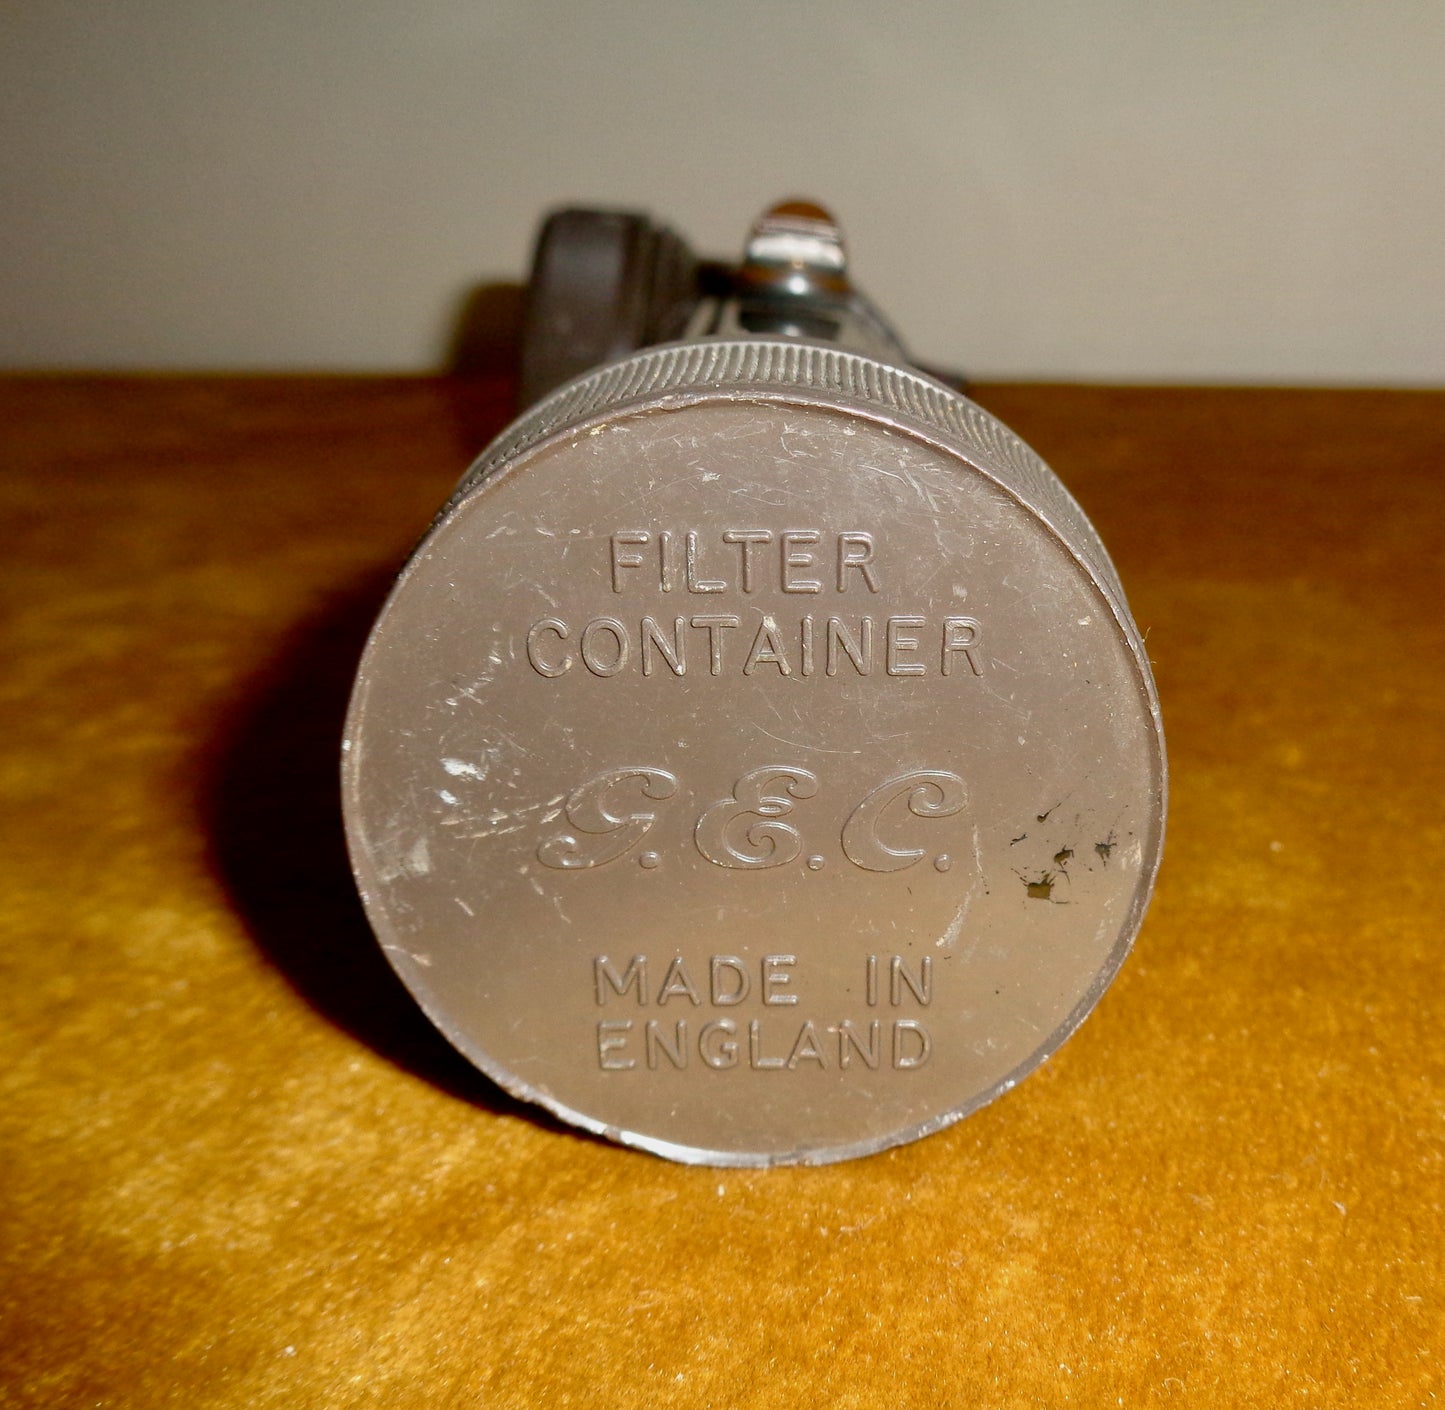 FILTER
CONTAINER
G.E.C.
MADE IN
ENGLAND